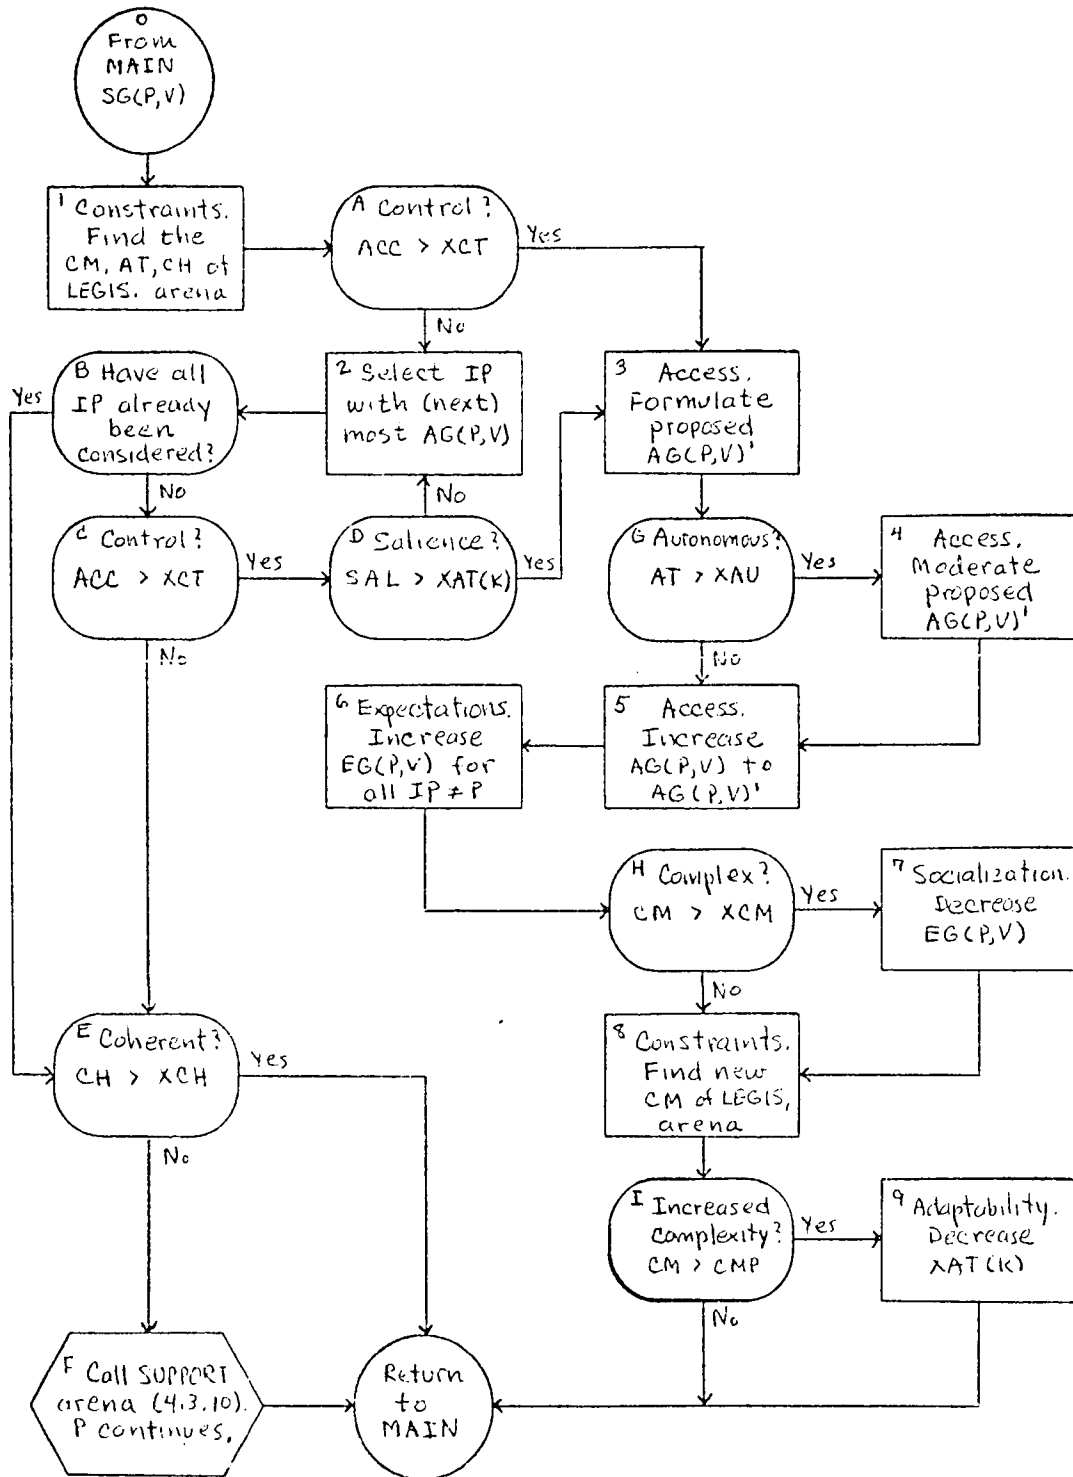 0
From
MAIN
SG(P,V)
1 Constraints.
Find the
CM, AT, CH of
LEGIS. arena
A Control?
ACC > XCT
Yes
No
B Have all
IP already
been
considered?
Yes
No
2 Select IP
with (next)
most AG(P,V)
3 Access.
Formulate
proposed
AG(P,V)'
C Control?
ACC > XCT
Yes
No
D Salience?
SAL > XAT(K)
Yes
No
G Autonomous?
AT > XAU
Yes
No
4 Access.
Moderate
proposed
AG(P,V)'
6 Expectations.
Increase
EG(P,V) for
all IP ≠ P
5 Access.
Increase
AG(P,V) to
AG(P,V)'
H Complex?
CM > XCM
Yes
No
7 Socialization.
Decrease
EG(P,V)
E Coherent?
CH > XCH
Yes
No
8 Constraints.
Find new
CM of LEGIS,
arena
I Increased
Complexity?
CM > CMP
Yes
No
9 Adaptability.
Decrease
XAT(K)
F Call SUPPORT
arena (4.3.10).
P continues.
Return
to
MAIN